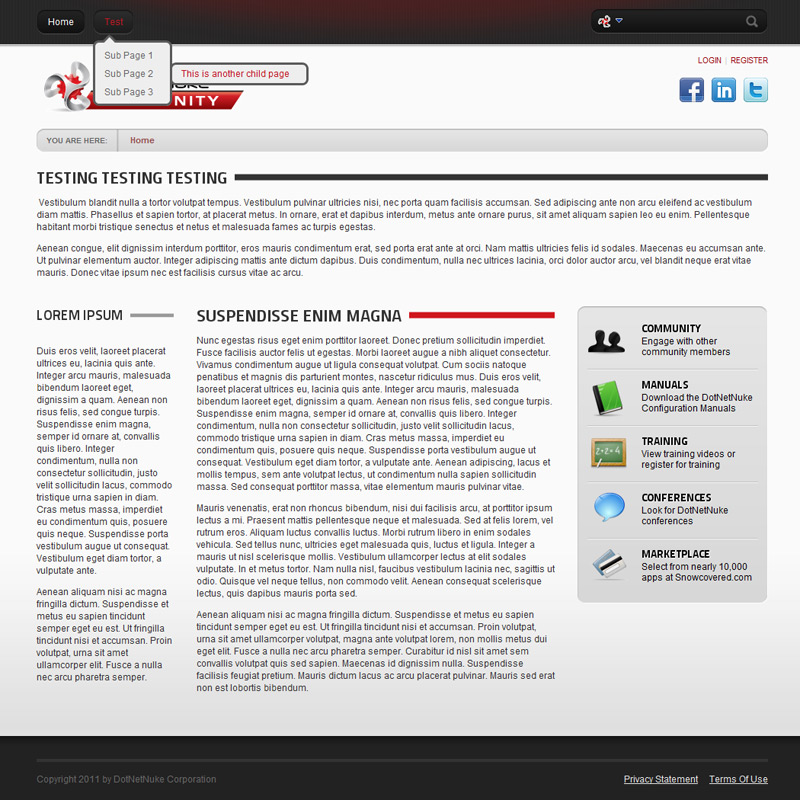 Home
Test
Sub Page 1
Sub Page 2
This is another child page
Sub Page 3
LOGIN | REGISTER
YOU ARE HERE:
Home
TESTING TESTING TESTING
Vestibulum blandit nulla a tortor volutpat tempus. Vestibulum pulvinar ultricies nisi, nec porta quam facilisis accumsan. Sed adipiscing ante non arcu eleifend ac vestibulum
diam mattis. Phasellus et sapien tortor, at placerat metus. In ornare, erat et dapibus interdum, metus ante ornare purus, sit amet aliquam sapien leo eu enim. Pellentesque
habitant morbi tristique senectus et netus et malesuada fames ac turpis egestas.
Aenean congue, elit dignissim interdum porttitor, eros mauris condimentum erat, sed porta erat ante at orci. Nam mattis ultricies felis id sodales. Maecenas eu accumsan ante.
Ut pulvinar elementum auctor. Integer adipiscing mattis ante dictum dapibus. Duis condimentum, nulla nec ultrices lacinia, orci dolor auctor arcu, vel blandit neque erat vitae
mauris. Donec vitae ipsum nec est facilisis cursus vitae ac arcu.
LOREM IPSUM
Duis eros velit, laoreet placerat
ultrices eu, lacinia quis ante.
Integer arcu mauris, malesuada
bibendum laoreet eget,
dignissim a quam. Aenean non
risus felis, sed congue turpis.
Suspendisse enim magna,
semper id ornare at, convallis
quis libero. Integer
condimentum, nulla non
consectetur sollicitudin, justo
velit sollicitudin lacus, commodo
tristique urna sapien in diam.
Cras metus massa, imperdiet
eu condimentum quis, posuere
quis neque. Suspendisse porta
vestibulum augue ut consequat.
Vestibulum eget diam tortor, a
vulputate ante.
Aenean aliquam nisi ac magna
fringilla dictum. Suspendisse et
metus eu sapien tincidunt
semper eget eu est. Ut fringilla
tincidunt nisi et accumsan. Proin
volutpat, urna sit amet
ullamcorper elit. Fusce a nulla
nec arcu pharetra semper.
SUSPENDISSE ENIM MAGNA
Nunc egestas risus eget enim porttitor laoreet. Donec pretium sollicitudin imperdiet.
Fusce facilisis auctor felis ut egestas. Morbi laoreet augue a nibh aliquet consectetur.
Vivamus condimentum augue ut ligula consequat volutpat. Cum sociis natoque
penatibus et magnis dis parturient montes, nascetur ridiculus mus. Duis eros velit,
laoreet placerat ultrices eu, lacinia quis ante. Integer arcu mauris, malesuada
bibendum laoreet eget, dignissim a quam. Aenean non risus felis, sed congue turpis.
Suspendisse enim magna, semper id ornare at, convallis quis libero. Integer
condimentum, nulla non consectetur sollicitudin, justo velit sollicitudin lacus,
commodo tristique urna sapien in diam. Cras metus massa, imperdiet eu
condimentum quis, posuere quis neque. Suspendisse porta vestibulum augue ut
consequat. Vestibulum eget diam tortor, a vulputate ante. Aenean adipiscing, lacus et
mollis tempus, sem ante volutpat lectus, ut condimentum nulla sapien sollicitudin
massa. Sed consequat porttitor massa, vitae elementum mauris pulvinar vitae.
Mauris venenatis, erat non rhoncus bibendum, nisi dui facilisis arcu, at porttitor ipsum
lectus a mi. Praesent mattis pellentesque neque et malesuada. Sed at felis lorem, vel
rutrum eros. Aliquam luctus convallis luctus. Morbi rutrum libero in enim sodales
vehicula. Sed tellus nunc, ultricies eget malesuada quis, luctus et ligula. Integer a
mauris ut nisl scelerisque mollis. Vestibulum ullamcorper lectus at elit sodales
vulputate. In et metus tortor. Nam nulla nisl, faucibus vestibulum lacinia nec, sagittis ut
odio. Quisque vel neque tellus, non commodo velit. Aenean consequat scelerisque
lectus, quis dapibus mauris porta sed.
Aenean aliquam nisi ac magna fringilla dictum. Suspendisse et metus eu sapien
tincidunt semper eget eu est. Ut fringilla tincidunt nisi et accumsan. Proin volutpat,
urna sit amet ullamcorper volutpat, magna ante volutpat lorem, non mollis metus dui
eget elit. Fusce a nulla nec arcu pharetra semper. Curabitur id nisl sit amet sem
convallis volutpat quis sed sapien. Maecenas id dignissim nulla. Suspendisse
facilisis feugiat pretium. Mauris dictum lacus ac arcu placerat pulvinar. Mauris sed erat
non est lobortis bibendum.
COMMUNITY
Engage with other
community members
MANUALS
Download the DotNetNuke
Configuration Manuals
TRAINING
View training videos or
register for training
CONFERENCES
Look for DotNetNuke
conferences
MARKETPLACE
Select from nearly 10,000
apps at Snowcovered.com
Copyright 2011 by DotNetNuke Corporation
Privacy Statement
Terms Of Use